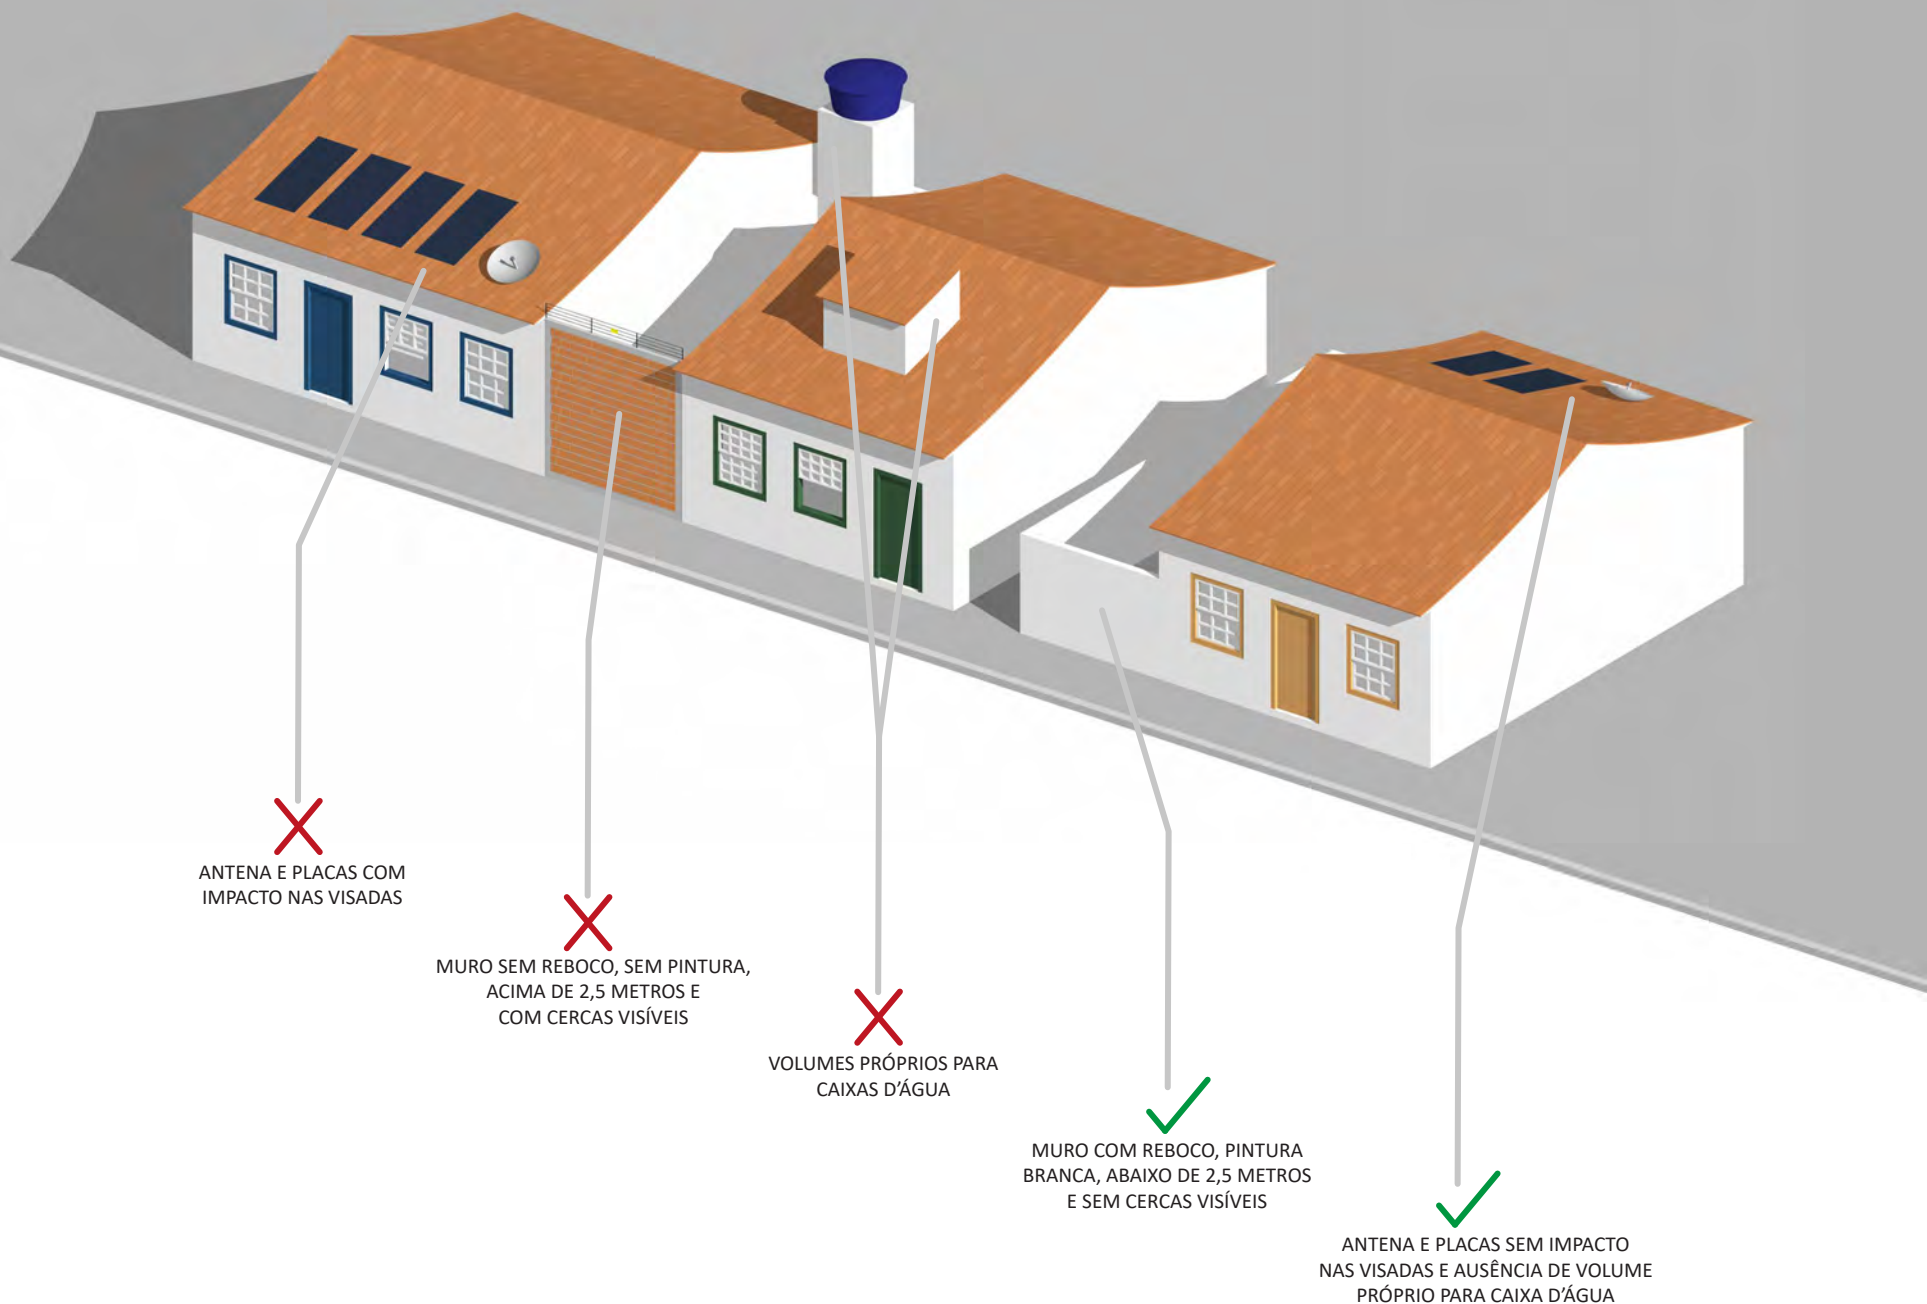 ANTENA E PLACAS COM
IMPACTO NAS VISADAS
MURO SEM REBOCO, SEM PINTURA,
ACIMA DE 2,5 METROS E
COM CERCAS VISÍVEIS
VOLUMES PRÓPRIOS PARA
CAIXAS D’ÁGUA
MURO COM REBOCO, PINTURA
BRANCA, ABAIXO DE 2,5 METROS
E SEM CERCAS VISÍVEIS
ANTENA E PLACAS SEM IMPACTO
NAS VISADAS E AUSÊNCIA DE VOLUME
PRÓPRIO PARA CAIXA D’ÁGUA